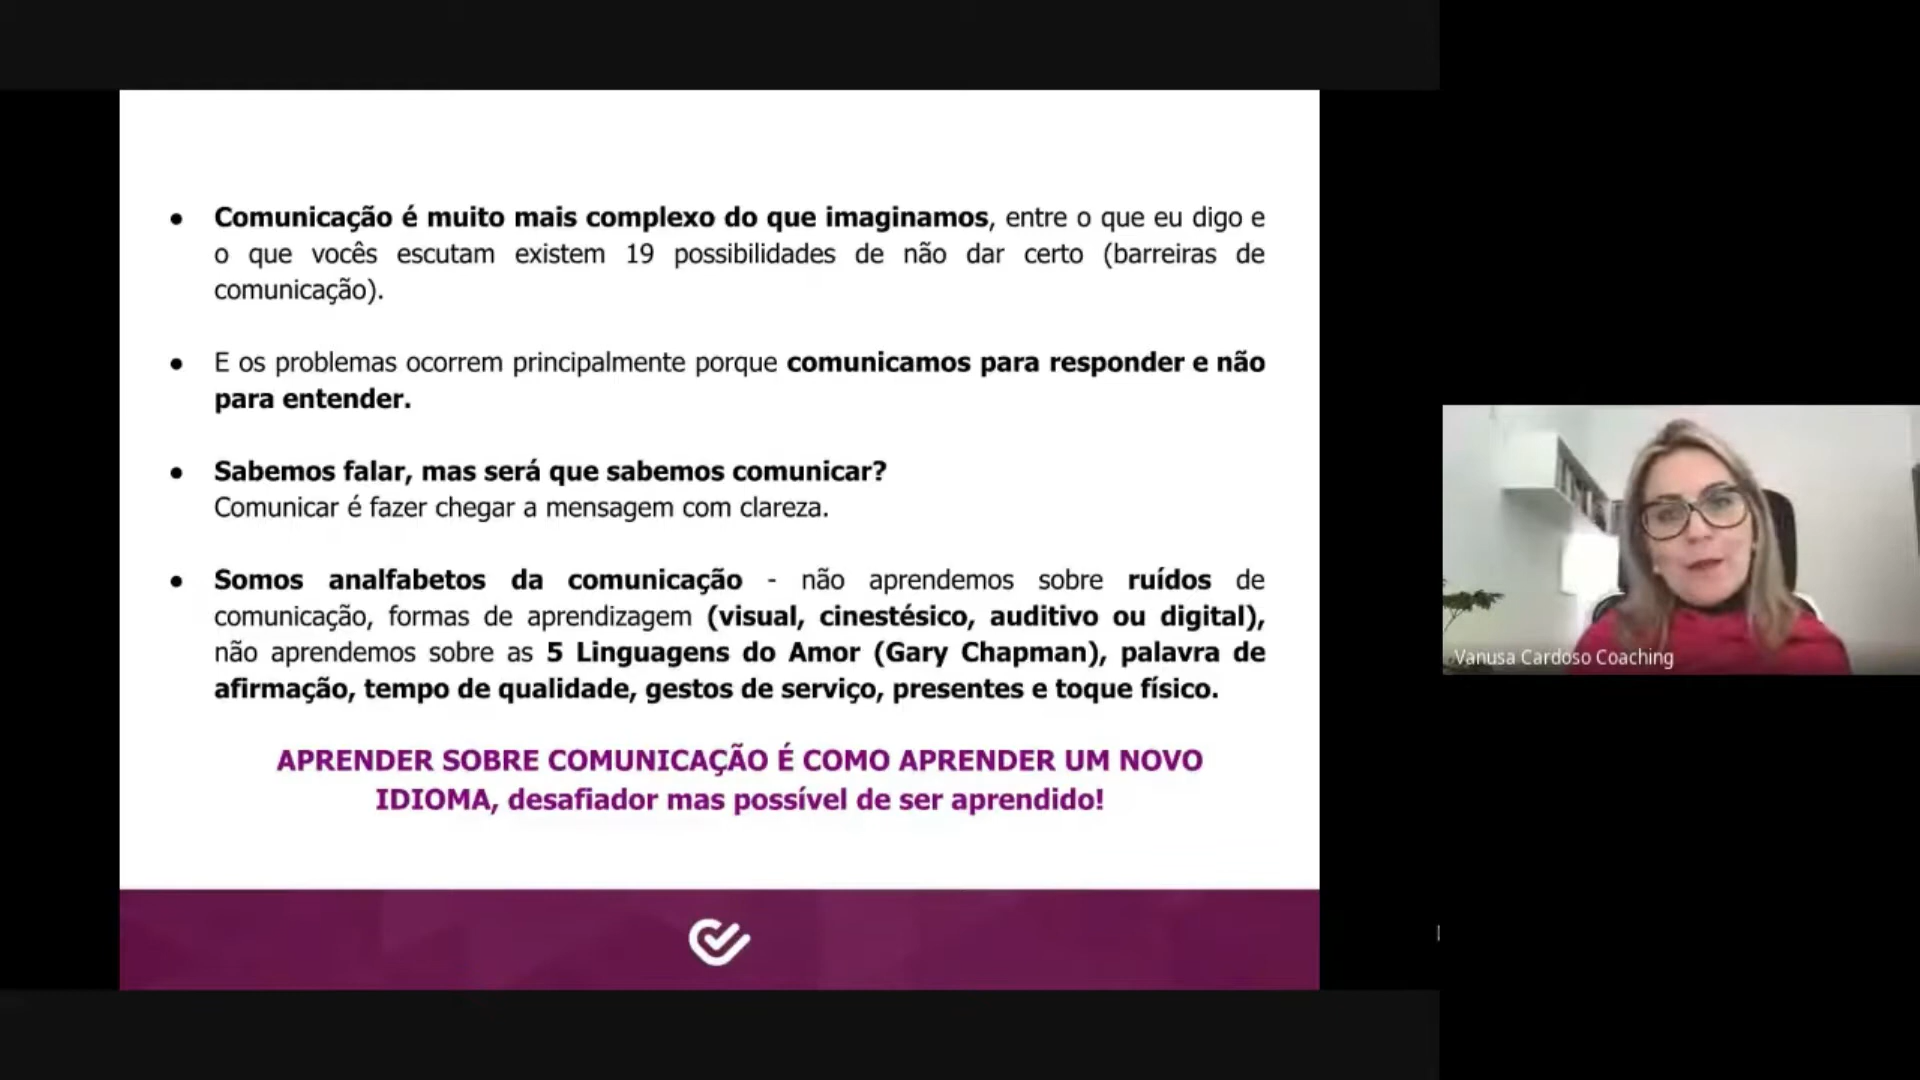 ● Comunicação é muito mais complexo do que imaginamos, entre o que eu digo e
o que vocês escutam existem 19 possibilidades de não dar certo (barreiras de
comunicação).
● E os problemas ocorrem principalmente porque comunicamos para responder e não
para entender.
● Sabemos falar, mas será que sabemos comunicar?
Comunicar é fazer chegar a mensagem com clareza.
● Somos analfabetos da comunicação - não aprendemos sobre ruídos de
comunicação, formas de aprendizagem (visual, cinestésico, auditivo ou digital),
não aprendemos sobre as 5 Linguagens do Amor (Gary Chapman), palavra de
afirmação, tempo de qualidade, gestos de serviço, presentes e toque físico.
APRENDER SOBRE COMUNICAÇÃO É COMO APRENDER UM NOVO
IDIOMA, desafiador mas possível de ser aprendido!
Vanusa Cardoso Coaching